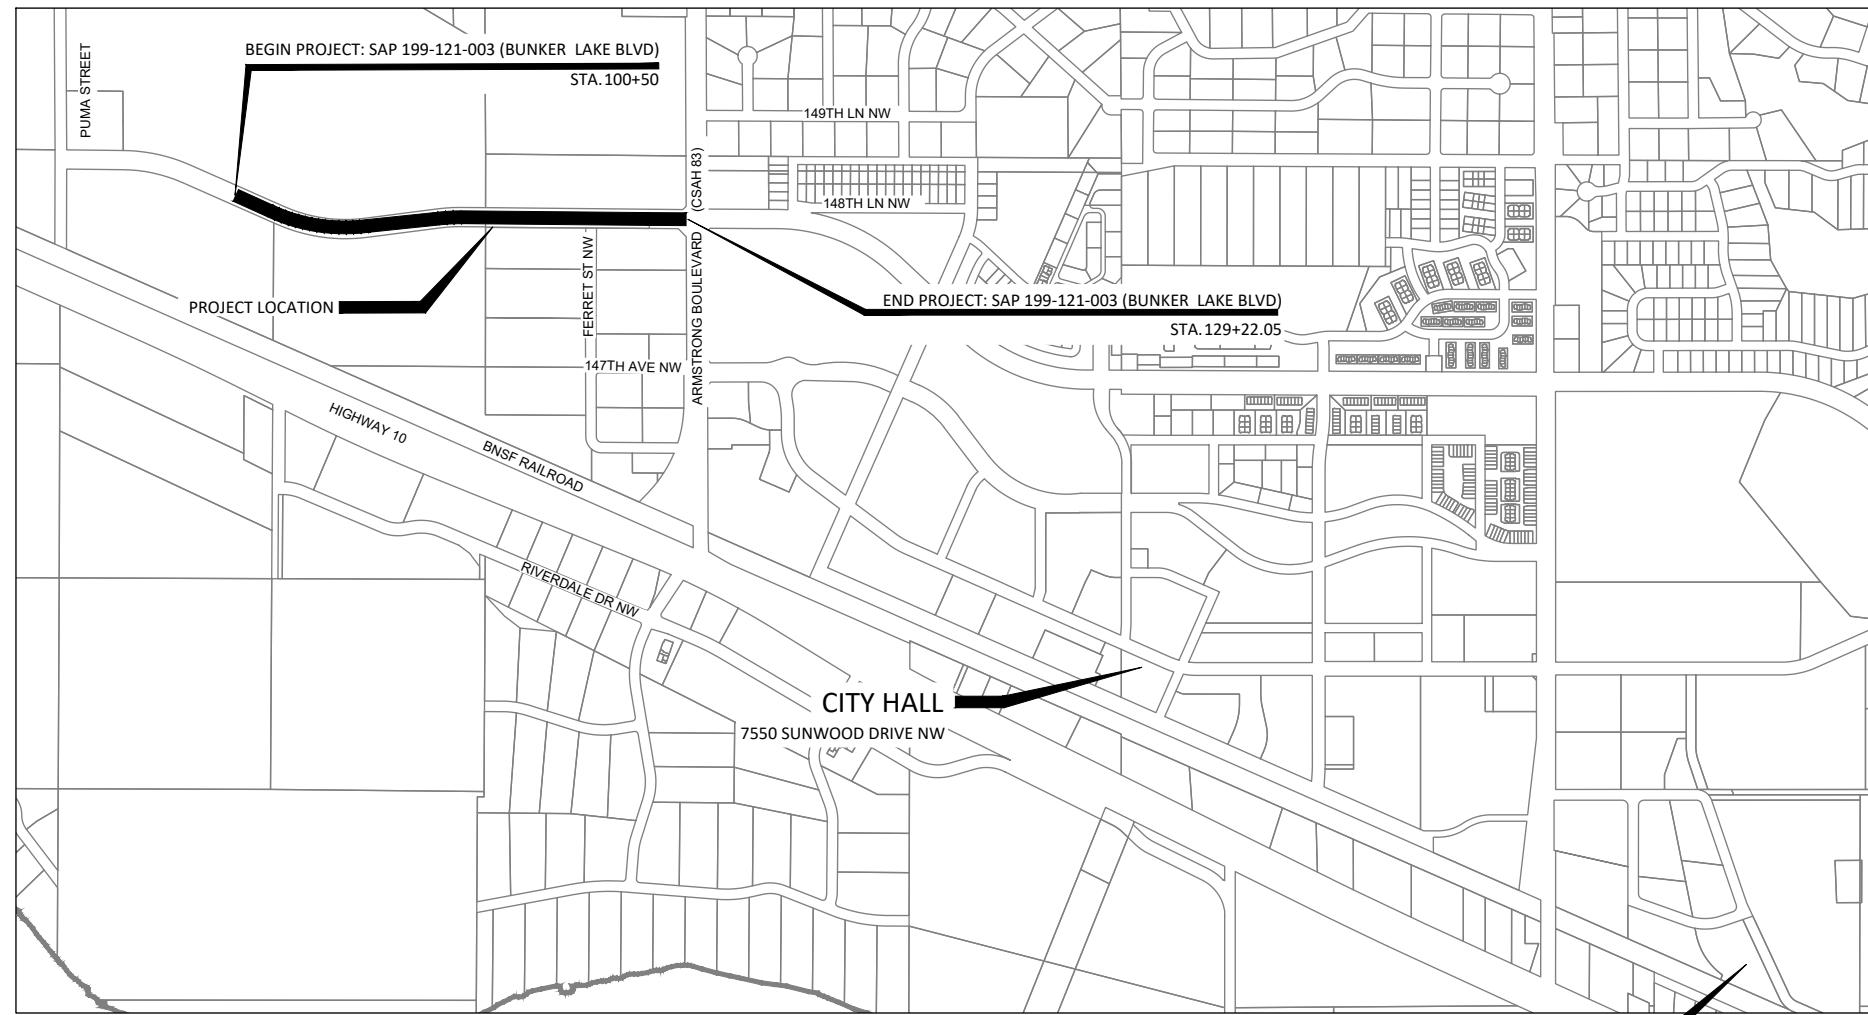 PUMA STREET
BEGIN PROJECT: SAP 199-121-003 (BUNKER LAKE BLVD)
STA.100+50
149TH LN NW
148TH LN NW
ARMSTRONG BOULEVARD (CSAH 83)
FERRET ST NW
PROJECT LOCATION
END PROJECT: SAP 199-121-003 (BUNKER LAKE BLVD)
STA.129+22.05
147TH AVE NW
HIGHWAY 10
BNSF RAILROAD
RIVERDALE DR NW
CITY HALL
7550 SUNWOOD DRIVE NW